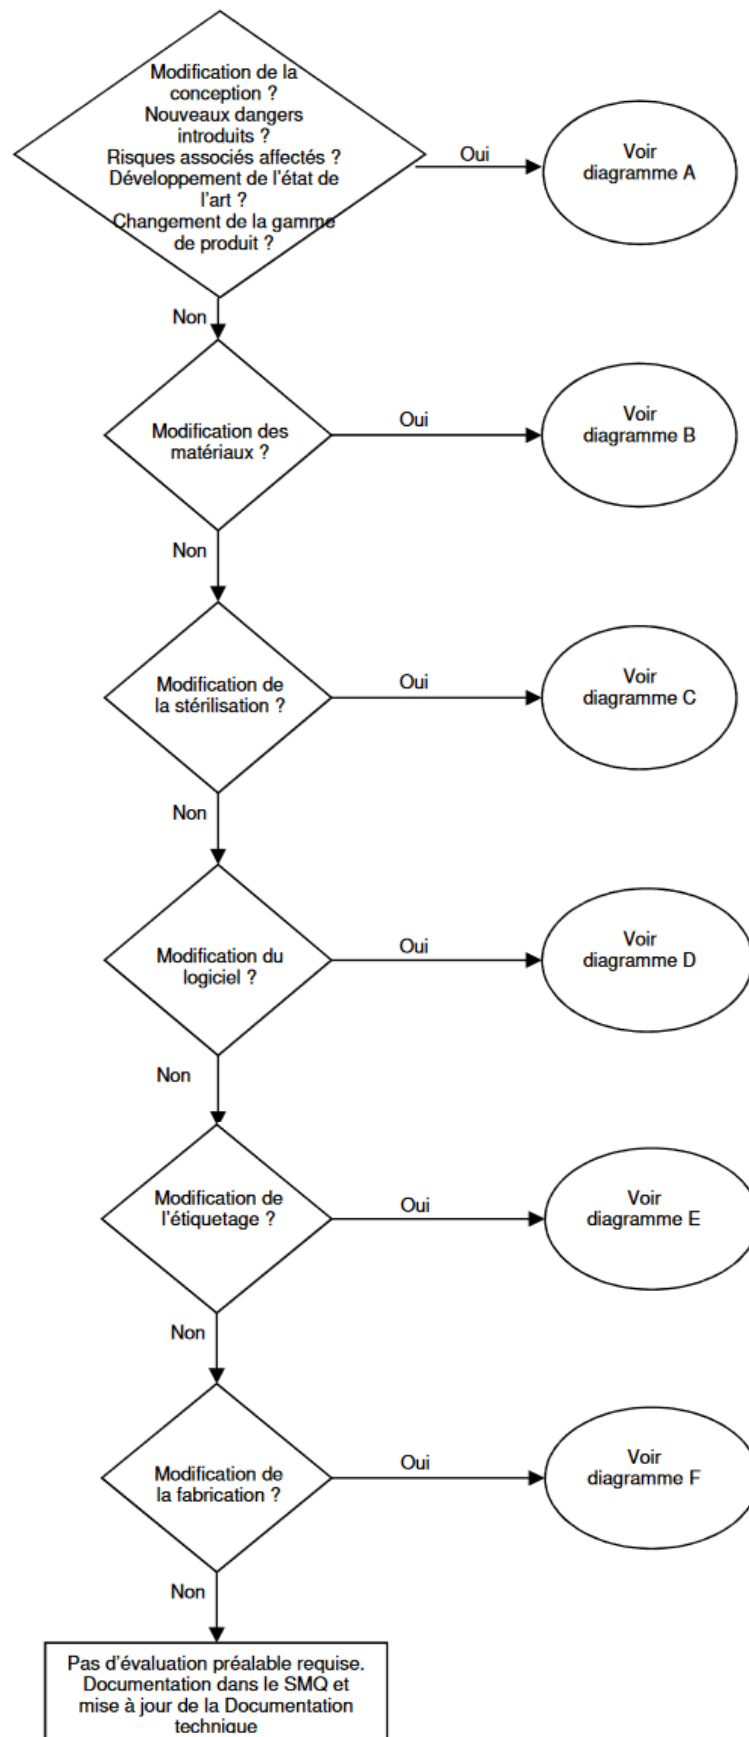 Modification de la
conception ?
Nouveaux dangers
introduits ?
Risques associés affectés ?
Développement de l'état de
l'art ?
Changement de la gamme
de produit ?
Oui
Voir
diagramme A
Non
Modification des
matériaux ?
Oui
Voir
diagramme B
Non
Modification de
la stérilisation ?
Oui
Voir
diagramme C
Non
Modification du
logiciel ?
Oui
Voir
diagramme D
Non
Modification de
l'étiquetage ?
Oui
Voir
diagramme E
Non
Modification de
la fabrication ?
Oui
Voir
diagramme F
Non
Pas d'évaluation préalable requise.
Documentation dans le SMQ et
mise à jour de la Documentation
technique